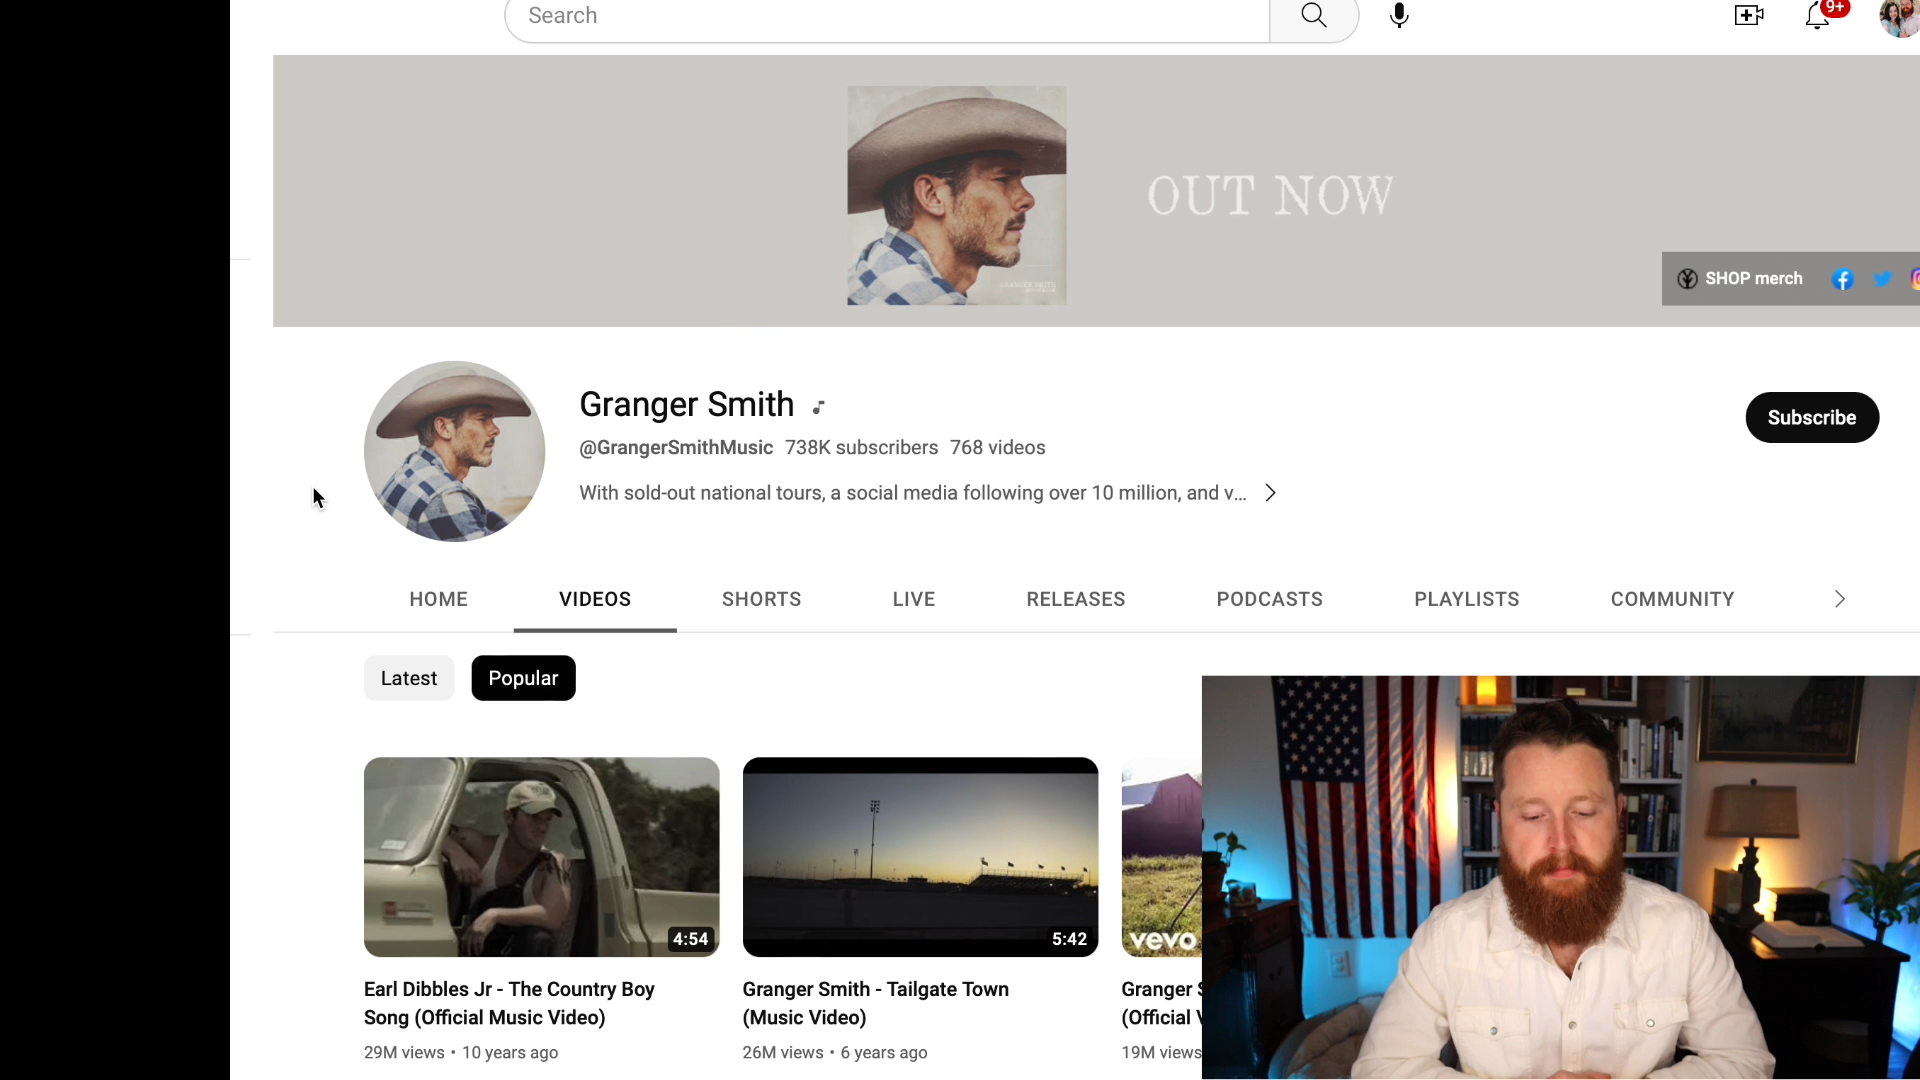 Search
9+
OUT NOW
SHOP merch
Granger Smith
@GrangerSmithMusic 738K subscribers 768 videos
With sold-out national tours, a social media following over 10 million, and v...
Subscribe
HOME VIDEOS SHORTS LIVE RELEASES PODCASTS PLAYLISTS COMMUNITY
Latest Popular
4:54
5:42
vevo
Earl Dibbles Jr - The Country Boy
Song (Official Music Video)
29M views • 10 years ago
Granger Smith - Tailgate Town
(Music Video)
26M views • 6 years ago
Granger
(Official
19M views